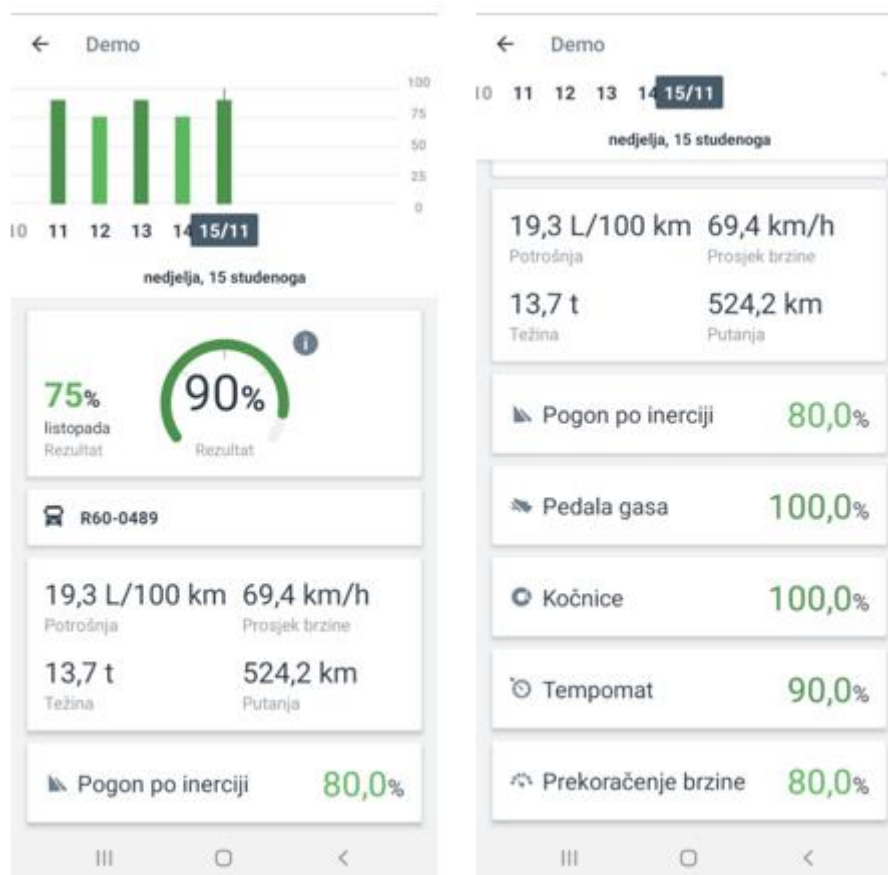 ← Demo
100
75
50
25
0
10 11 12 13 14 15/11
nedjelja, 15 studenoga
75%
listopada
Rezultat
90%
Rezultat
i
R60-0489
19,3 L/100 km 69,4 km/h
Potrošnja Prosjek brzine
13,7 t 524,2 km
Težina Putanja
Pogon po inerciji 80,0%
← Demo
10 11 12 13 14 15/11
nedjelja, 15 studenoga
19,3 L/100 km 69,4 km/h
Potrošnja Prosjek brzine
13,7 t 524,2 km
Težina Putanja
Pogon po inerciji 80,0%
Pedala gasa 100,0%
Kočnice 100,0%
Tempomat 90,0%
Prekoračenje brzine 80,0%